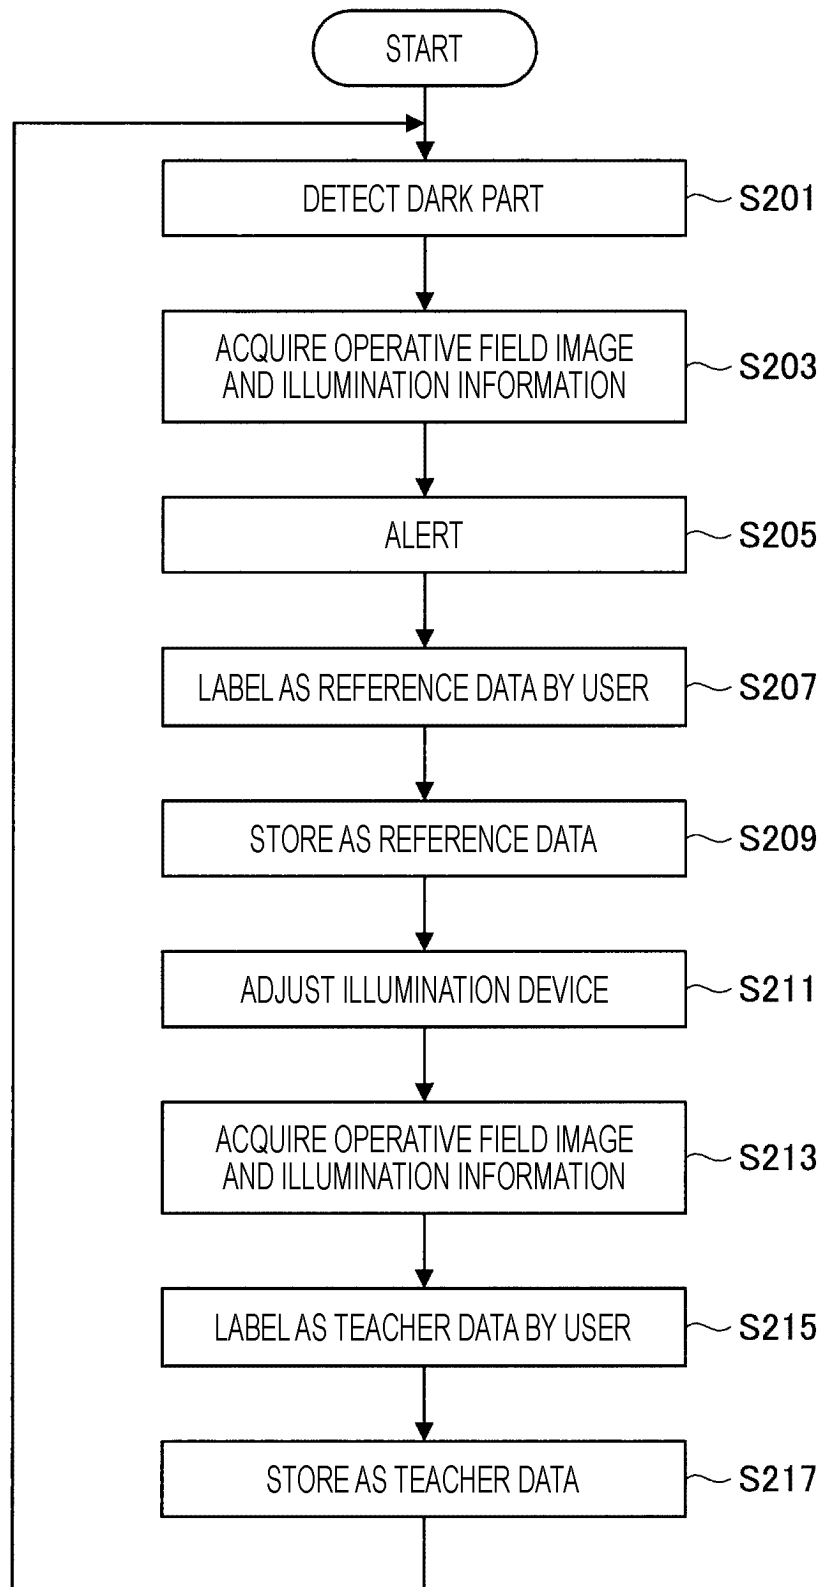 START
DETECT DARK PART
S201
ACQUIRE OPERATIVE FIELD IMAGE
AND ILLUMINATION INFORMATION
S203
ALERT
S205
LABEL AS REFERENCE DATA BY USER
S207
STORE AS REFERENCE DATA
S209
ADJUST ILLUMINATION DEVICE
S211
ACQUIRE OPERATIVE FIELD IMAGE
AND ILLUMINATION INFORMATION
S213
LABEL AS TEACHER DATA BY USER
S215
STORE AS TEACHER DATA
S217